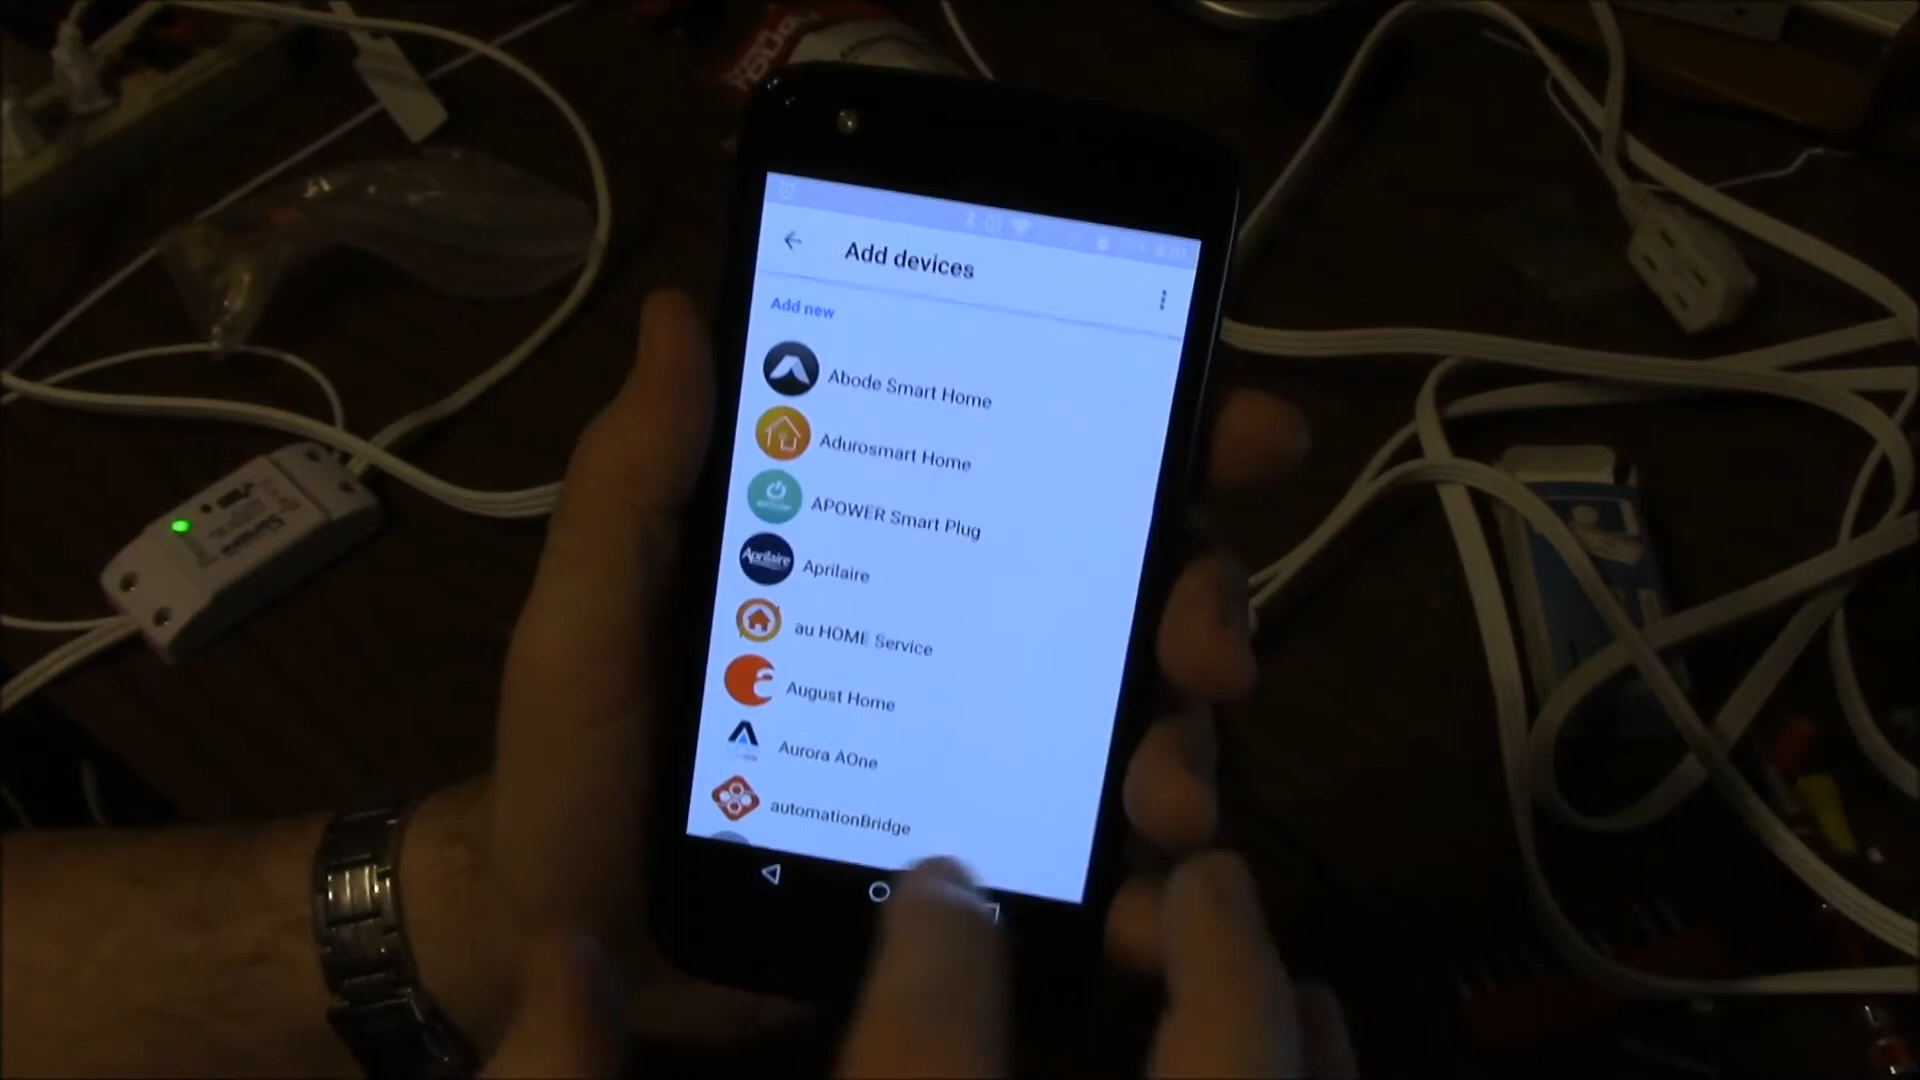 Add devices
Add new
Abode Smart Home
Adurosmart Home
APOWER Smart Plug
Aprilaire
Aprilaire
au HOME Service
August Home
Aurora AOne
automationBridge